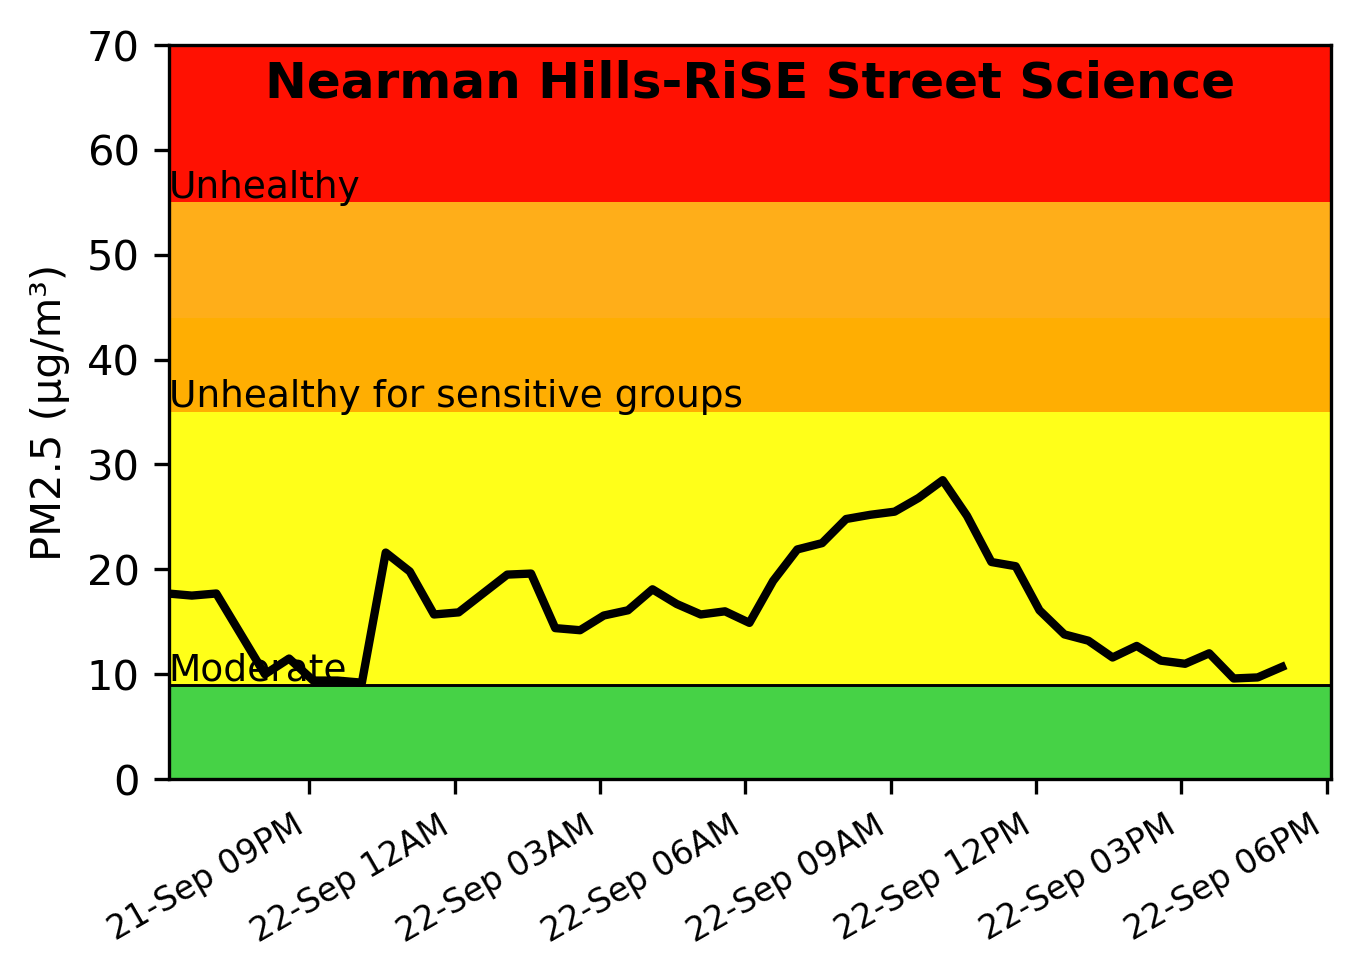 Nearman Hills-RiSE Street Science
70
60
Unhealthy
50
40
Unhealthy for sensitive groups
30
20
Moderate
10
0
PM2.5 (µg/m³)
21-Sep 09PM
22-Sep 12AM
22-Sep 03AM
22-Sep 06AM
22-Sep 09AM
22-Sep 12PM
22-Sep 03PM
22-Sep 06PM